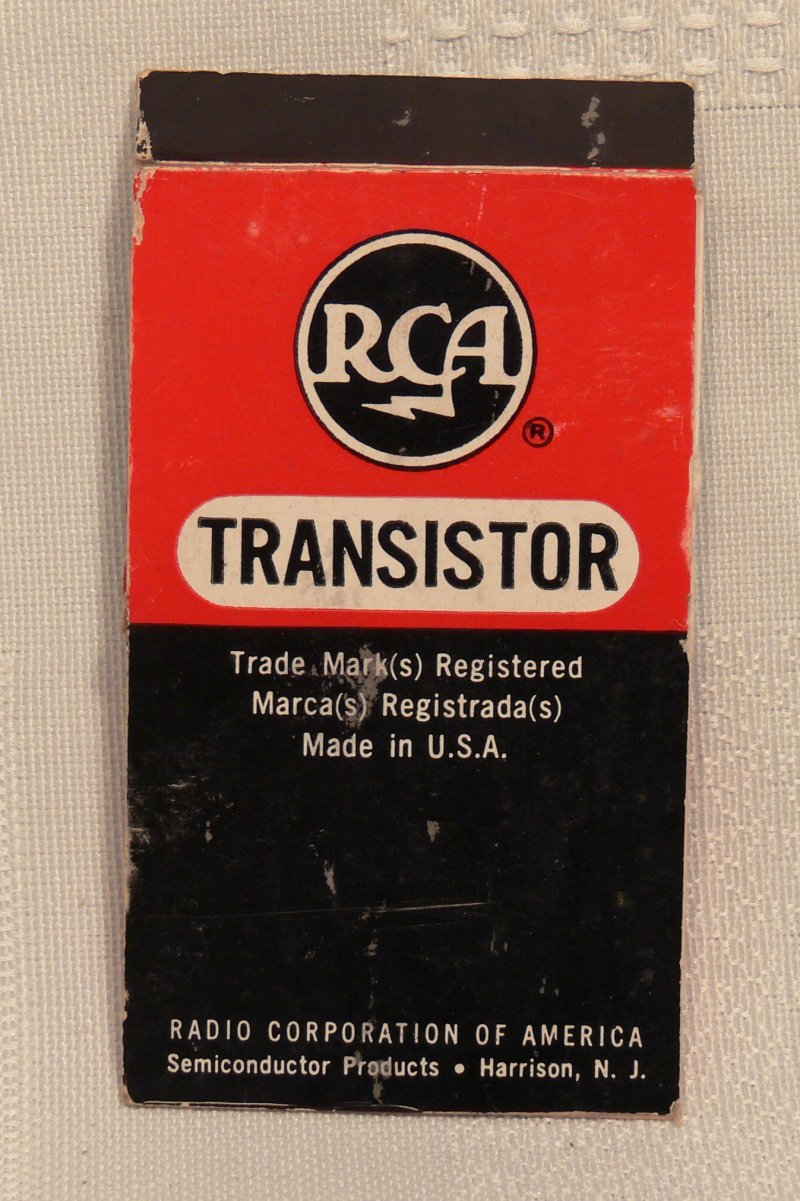 RCA
®
TRANSISTOR
Trade Mark(s) Registered
Marca(s) Registrada(s)
Made in U.S.A.
RADIO CORPORATION OF AMERICA
Semiconductor Products • Harrison, N. J.